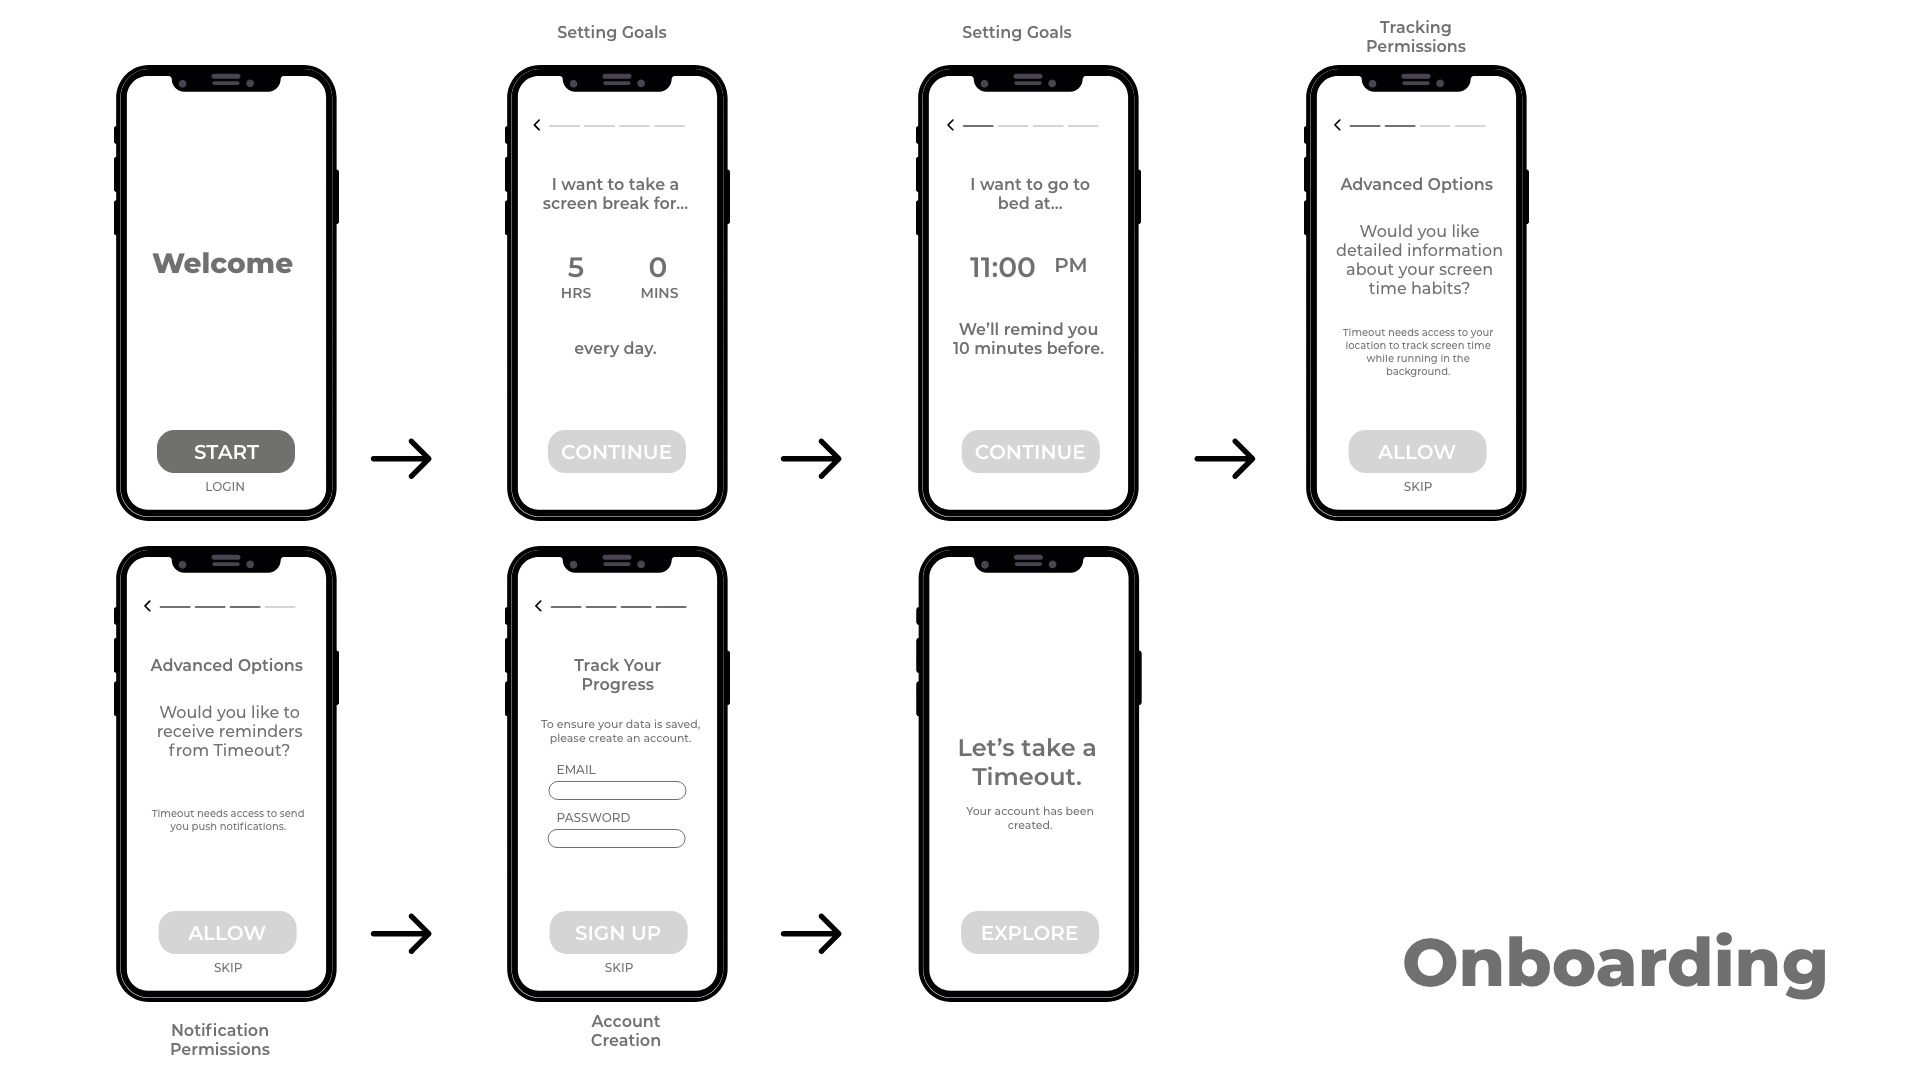 Setting Goals
Setting Goals
Tracking
Permissions
Welcome
START
LOGIN
I want to take a
screen break for...
5 0
HRS MINS
every day.
CONTINUE
I want to go to
bed at...
11:00 PM
We’ll remind you
10 minutes before.
CONTINUE
Advanced Options
Would you like
detailed information
about your screen
time habits?
Timeout needs access to your
location to track screen time
while running in the
background.
ALLOW
SKIP
Advanced Options
Would you like to
receive reminders
from Timeout?
Timeout needs access to send
you push notifications.
ALLOW
SKIP
Notification
Permissions
Track Your
Progress
To ensure your data is saved,
please create an account.
EMAIL
PASSWORD
SIGN UP
SKIP
Account
Creation
Let’s take a
Timeout.
Your account has been
created.
EXPLORE
Onboarding